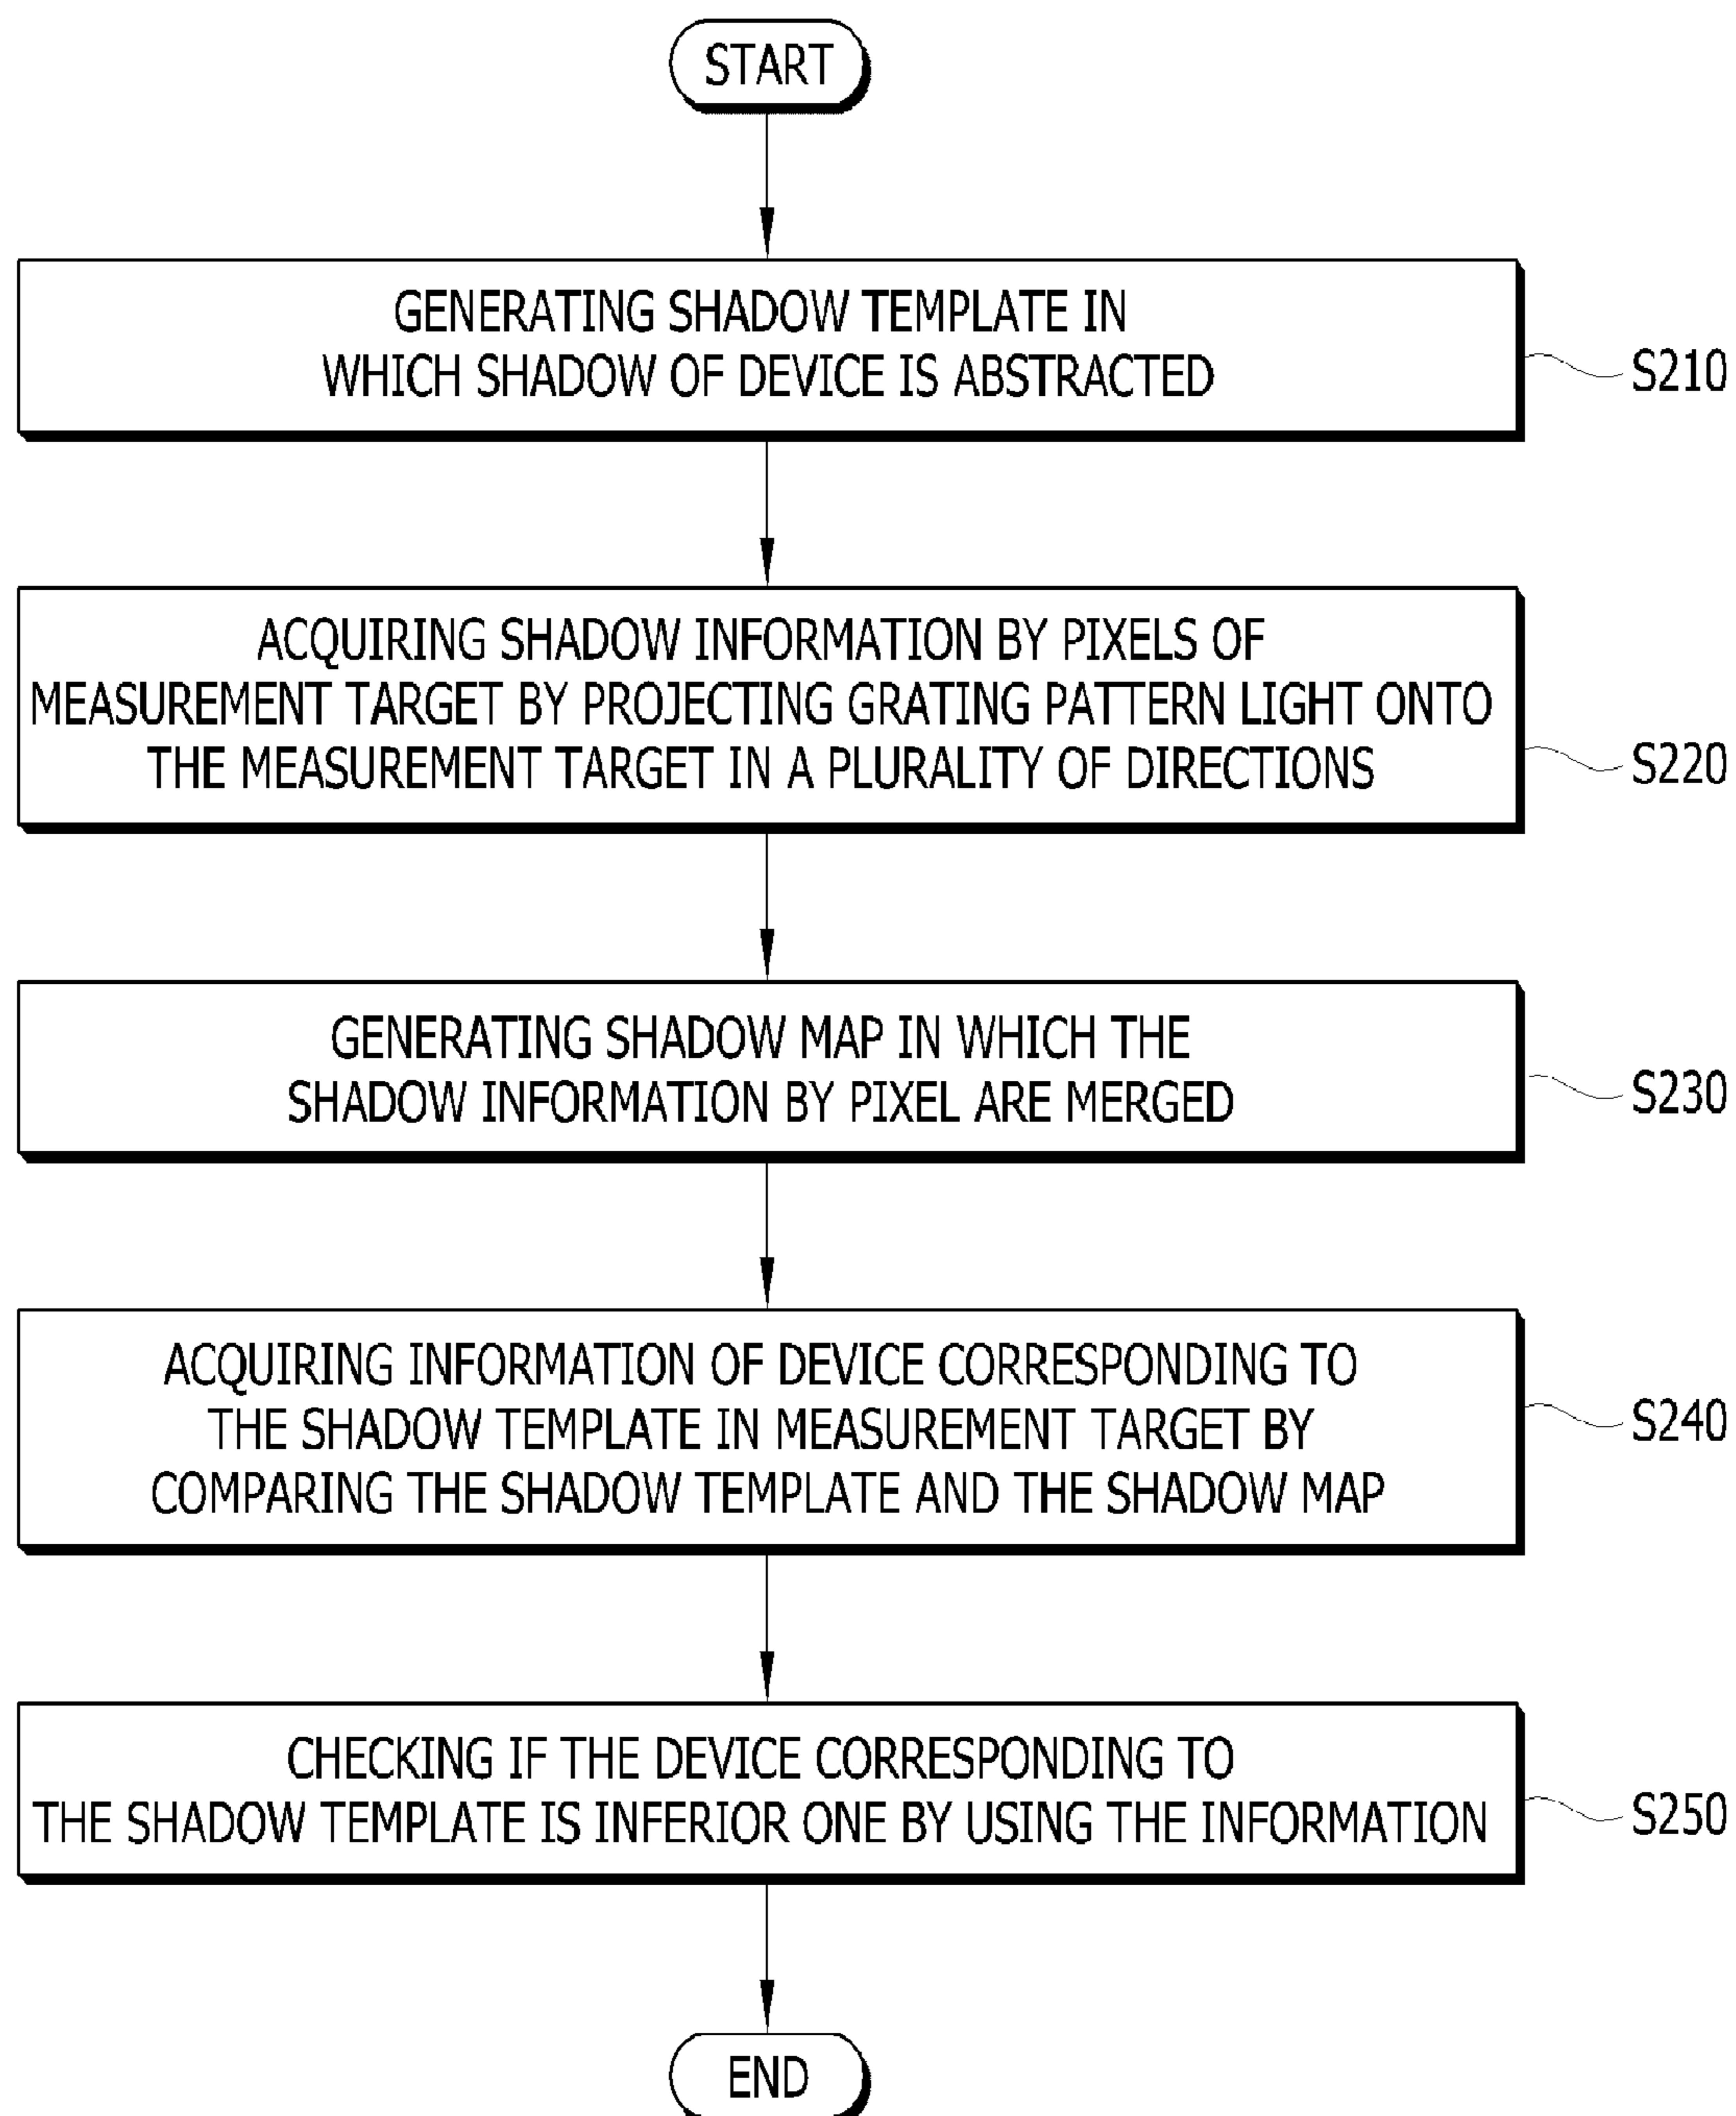 START
GENERATING SHADOW TEMPLATE IN
WHICH SHADOW OF DEVICE IS ABSTRACTED
S210
ACQUIRING SHADOW INFORMATION BY PIXELS OF
MEASUREMENT TARGET BY PROJECTING GRATING PATTERN LIGHT ONTO
THE MEASUREMENT TARGET IN A PLURALITY OF DIRECTIONS
S220
GENERATING SHADOW MAP IN WHICH THE
SHADOW INFORMATION BY PIXEL ARE MERGED
S230
ACQUIRING INFORMATION OF DEVICE CORRESPONDING TO
THE SHADOW TEMPLATE IN MEASUREMENT TARGET BY
COMPARING THE SHADOW TEMPLATE AND THE SHADOW MAP
S240
CHECKING IF THE DEVICE CORRESPONDING TO
THE SHADOW TEMPLATE IS INFERIOR ONE BY USING THE INFORMATION
S250
END